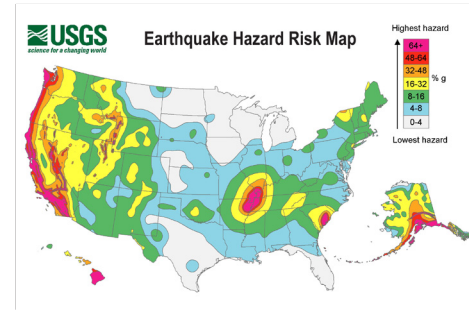 USGS
science for a changing world
Earthquake Hazard Risk Map
Highest hazard
64+
48-64
32-48
16-32
8-16
4-8
0-4
% g
Lowest hazard